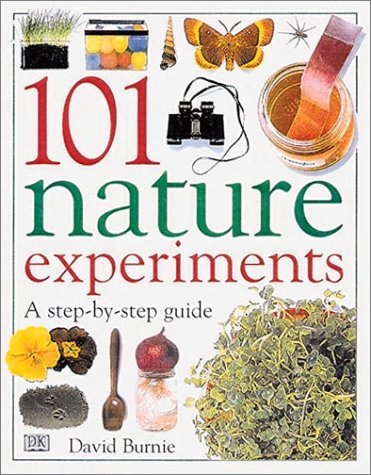 101
nature
experiments
A step-by-step guide
DK
David Burnie